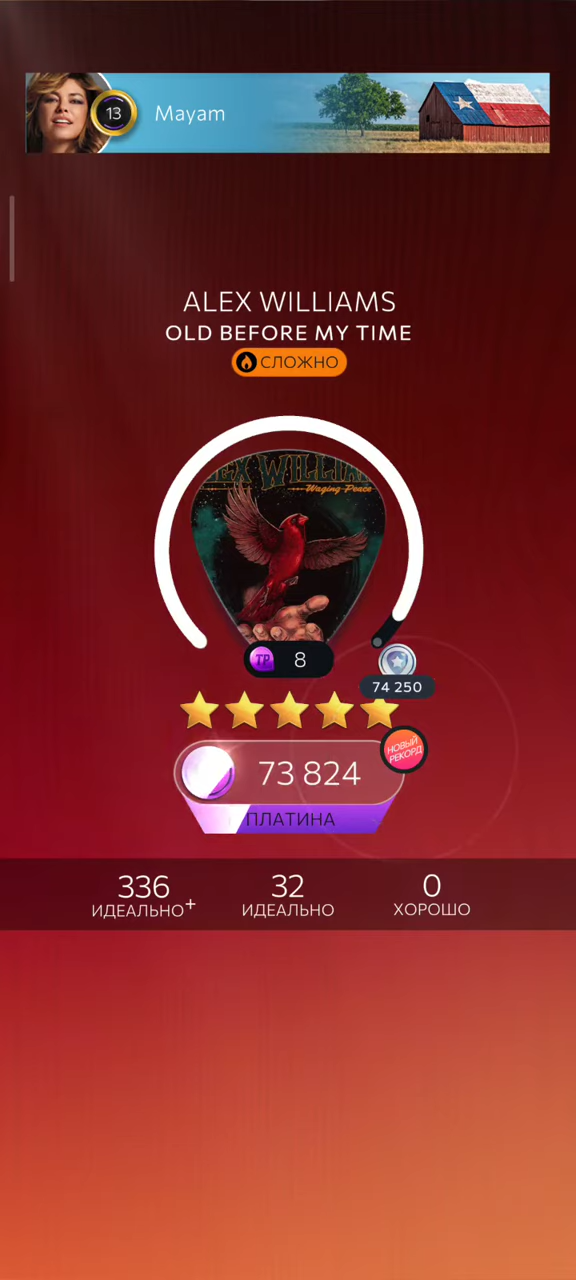 13
Mayam
ALEX WILLIAMS
OLD BEFORE MY TIME
СЛОЖНО
Waging Peace
TP 8
74 250
НОВЫЙ
РЕКОРД
73 824
ПЛАТИНА
336 32 0
ИДЕАЛЬНО+ ИДЕАЛЬНО ХОРОШО